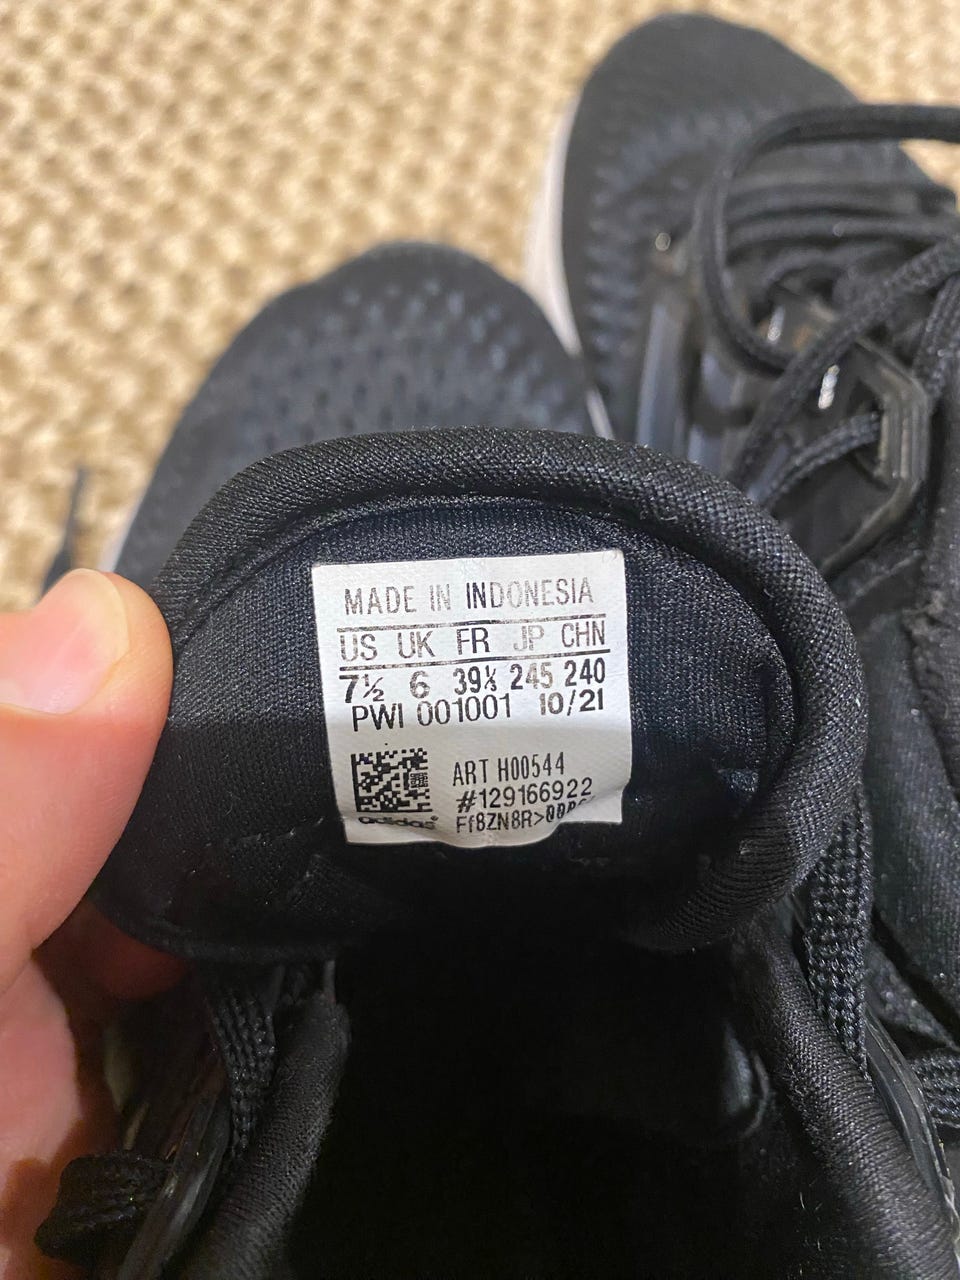 MADE IN INDONESIA
US UK FR JP CHN
7½ 6 39⅓ 245 240
PWI 001001 10/21
ART H00544
#129166922
adidas®